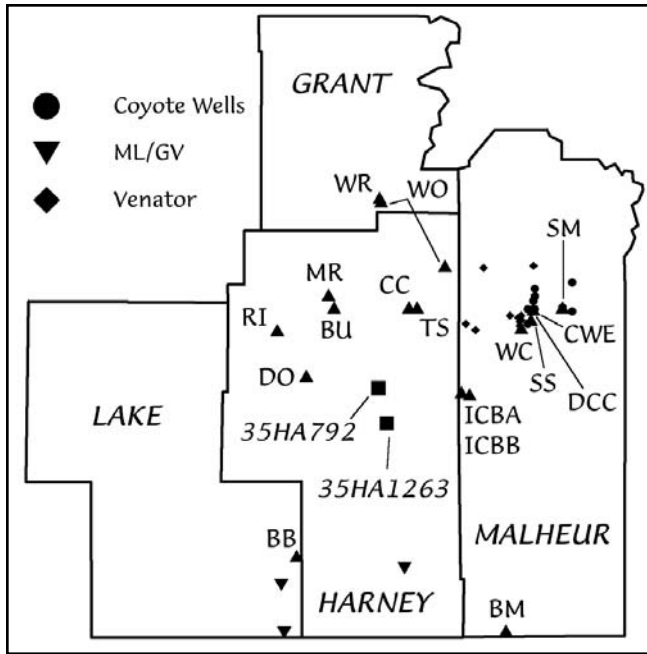 GRANT
Coyote Wells
ML/GV
Venator
WR
WO
SM
MR
CC
RI
BU
TS
CWE
WC
SS
DCC
DO
LAKE
35HA792
ICBA
ICBB
35HA1263
MALHEUR
BB
HARNEY
BM